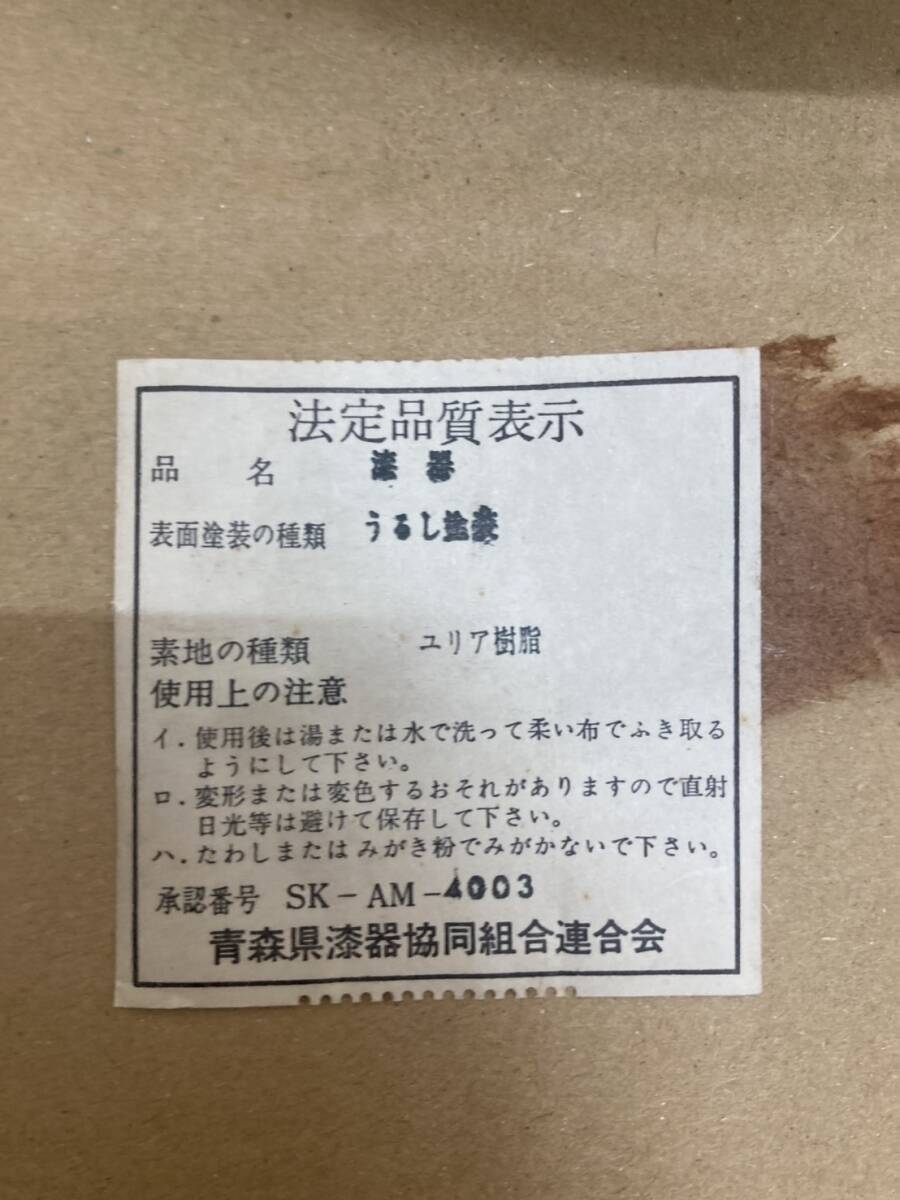 法定品質表示
品名 漆器
表面塗装の種類 うるし塗装
素地の種類 ユリア樹脂
使用上の注意
イ．使用後は湯または水で洗って柔い布でふき取る
ようにして下さい。
ロ．変形または変色するおそれがありますので直射
日光等は避けて保存して下さい。
ハ．たわしまたはみがき粉でみがかないで下さい。
承認番号 SK－AM－4003
青森県漆器協同組合連合会